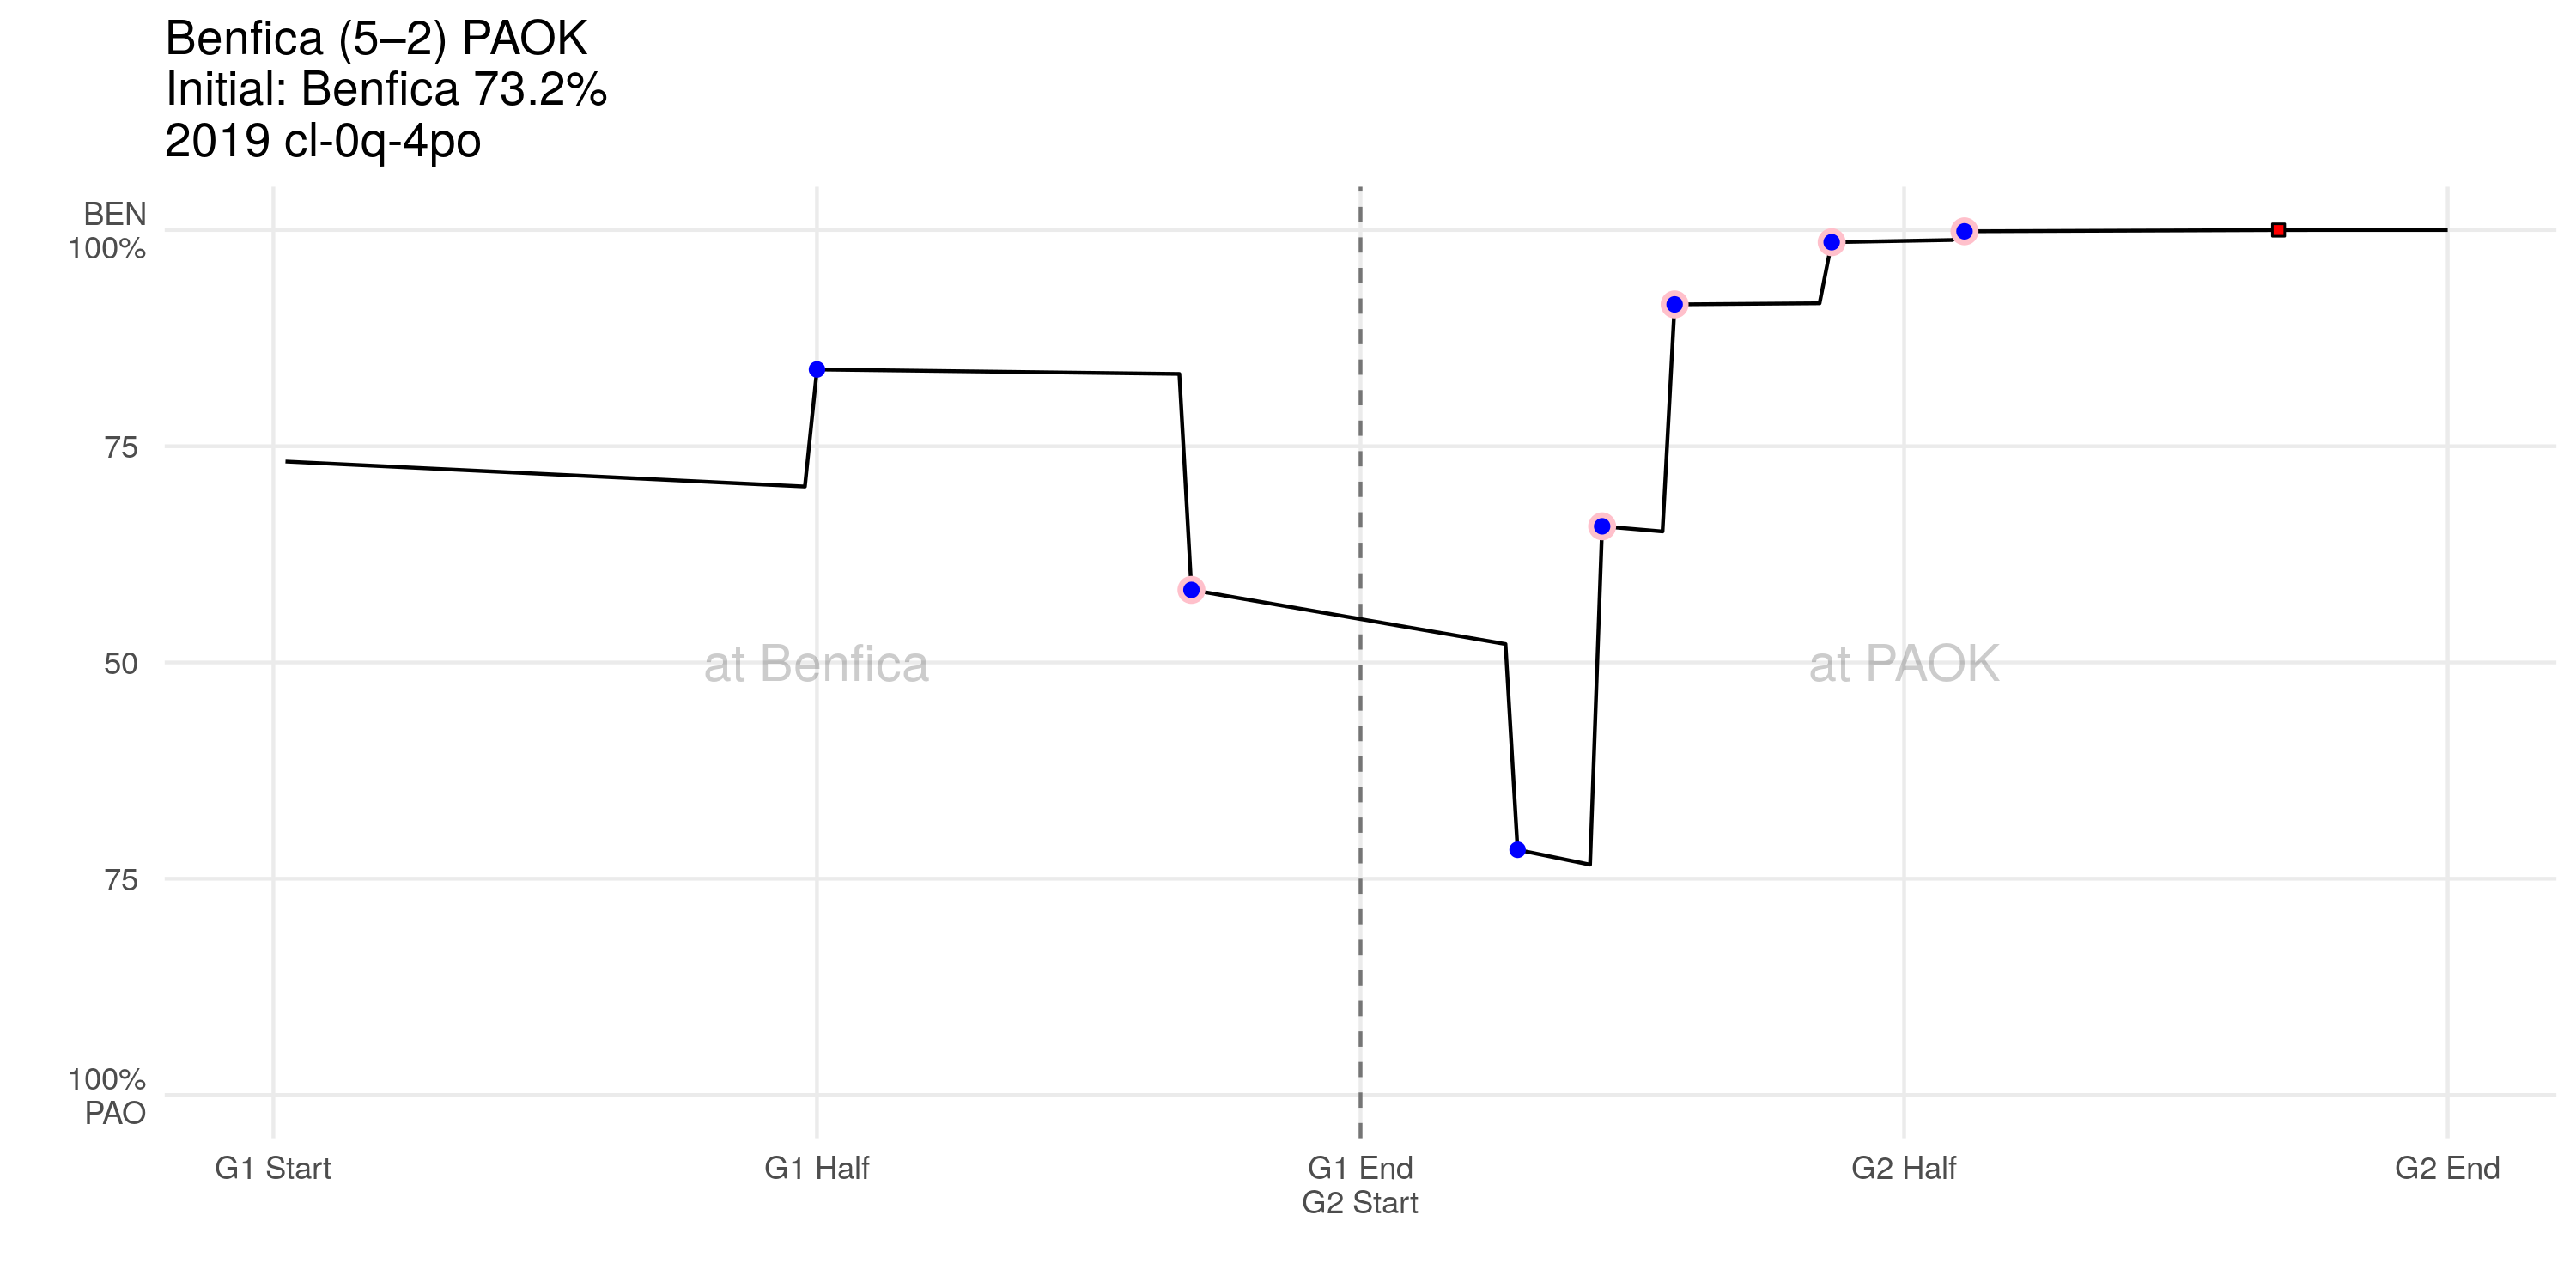 Benfica (5–2) PAOK
Initial: Benfica 73.2%
2019 cl-0q-4po
BEN
100%
75
50
75
100%
PAO
at Benfica
at PAOK
G1 Start
G1 Half
G1 End
G2 Start
G2 Half
G2 End